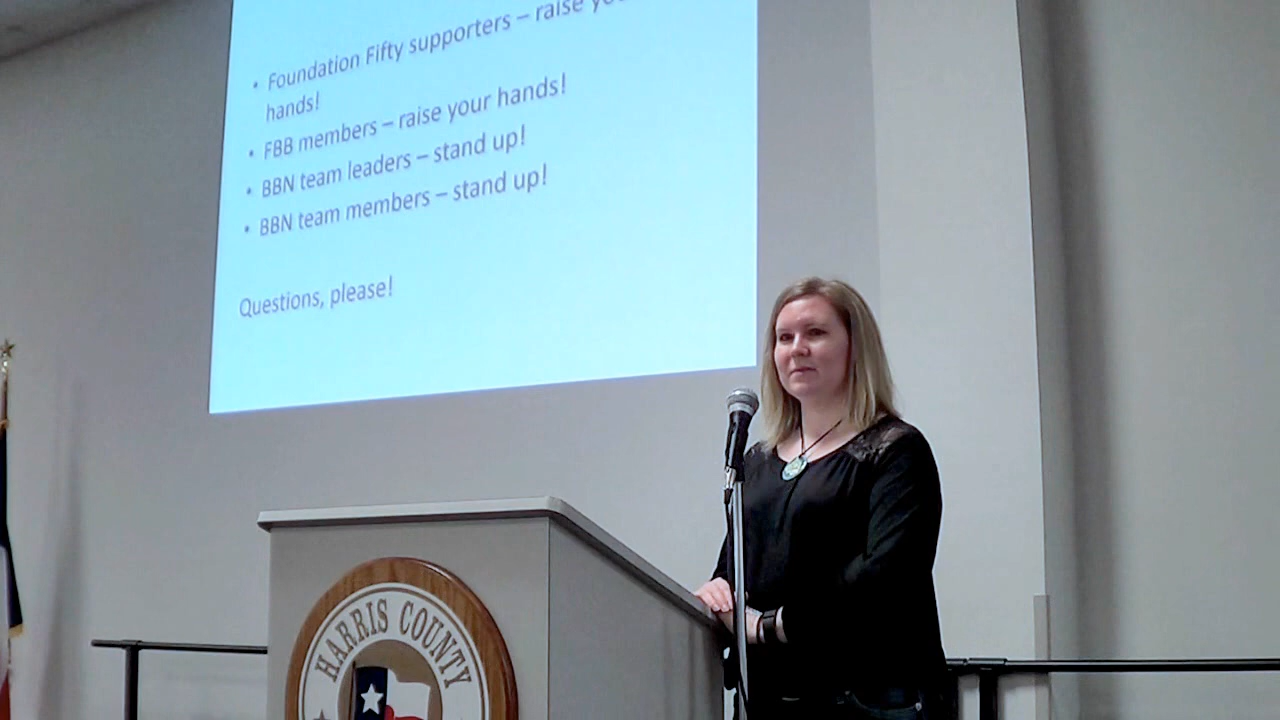 • Foundation Fifty supporters – raise
hands!
• FBB members – raise your hands!
• BBN team leaders – stand up!
• BBN team members – stand up!
Questions, please!
HARRIS COUNTY